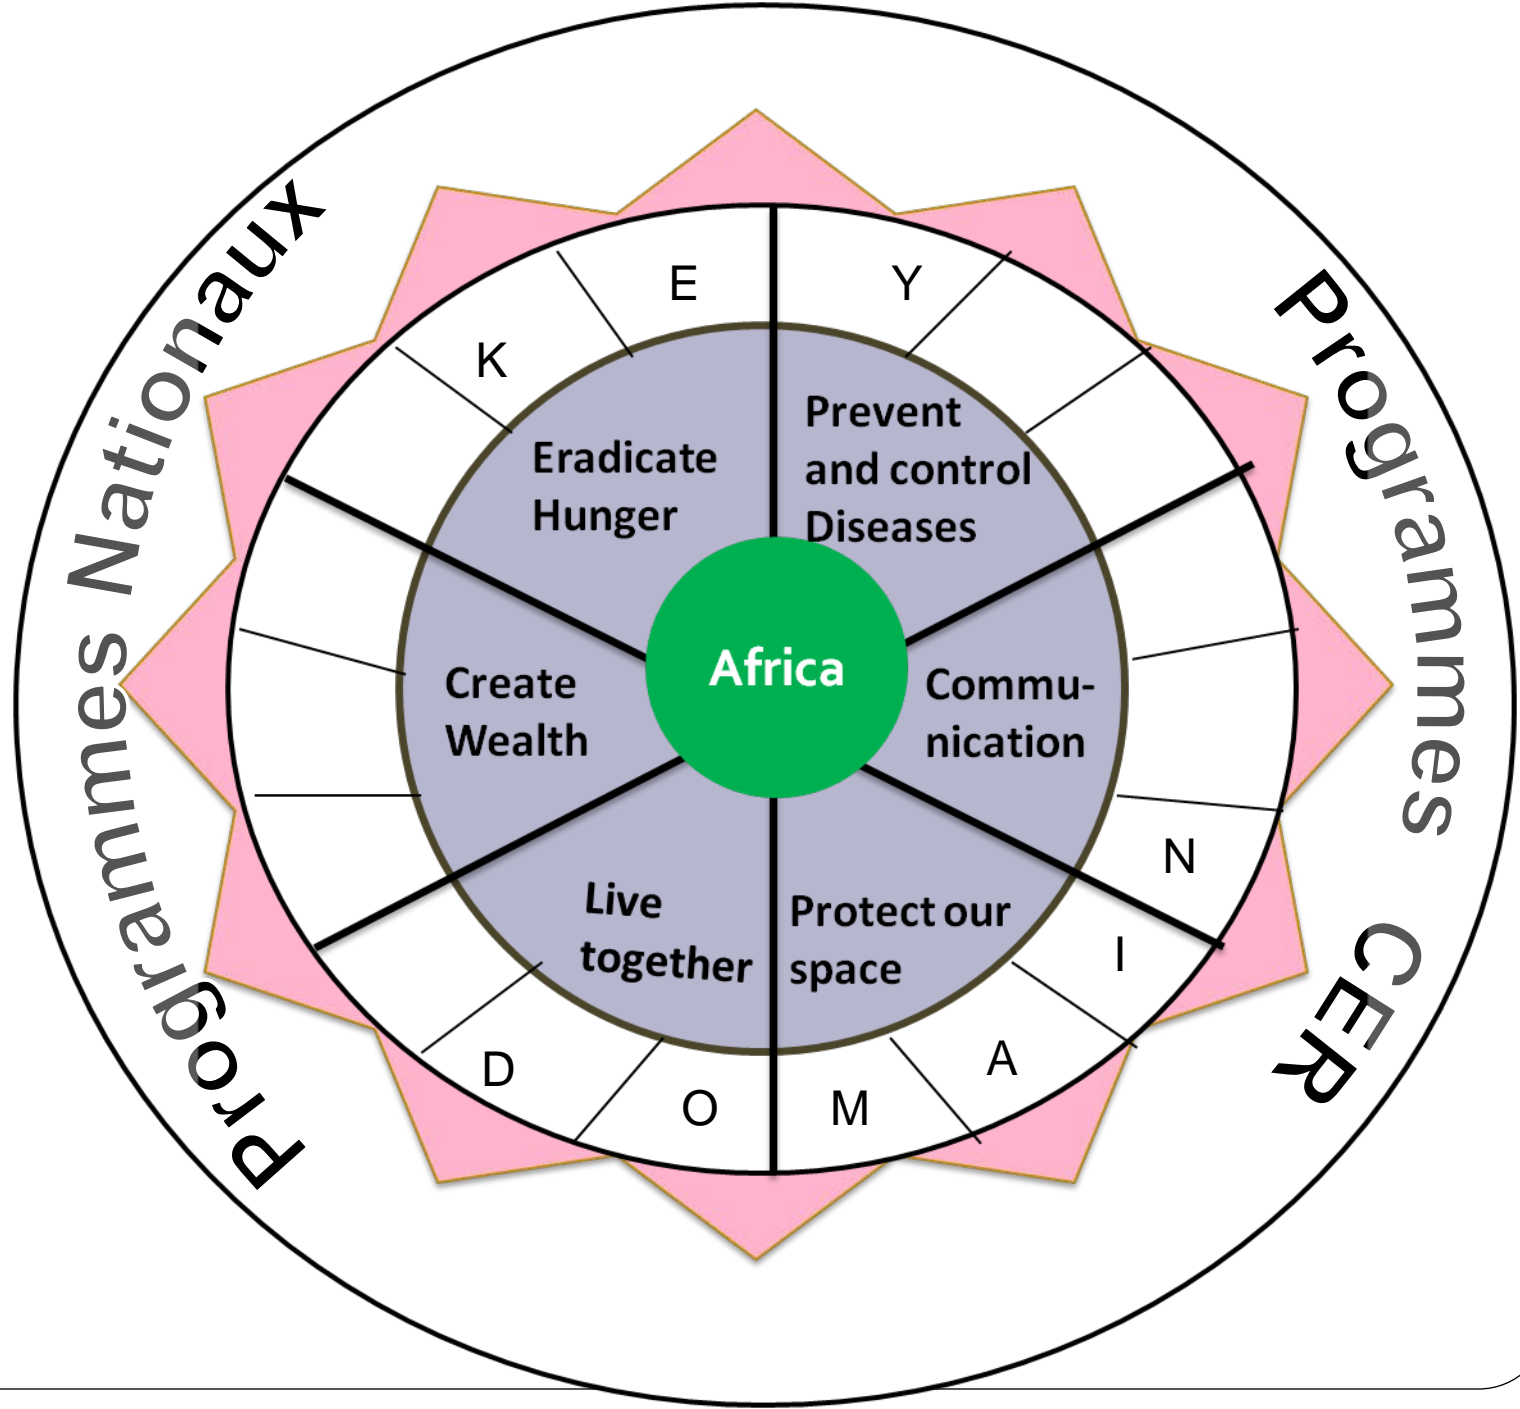 Programmes Nationaux
Programmes CER
K
E
Y
Eradicate
Hunger
Prevent
and control
Diseases
Africa
Create
Wealth
Commu-
nication
Live
together
Protect our
space
N
I
A
M
O
D